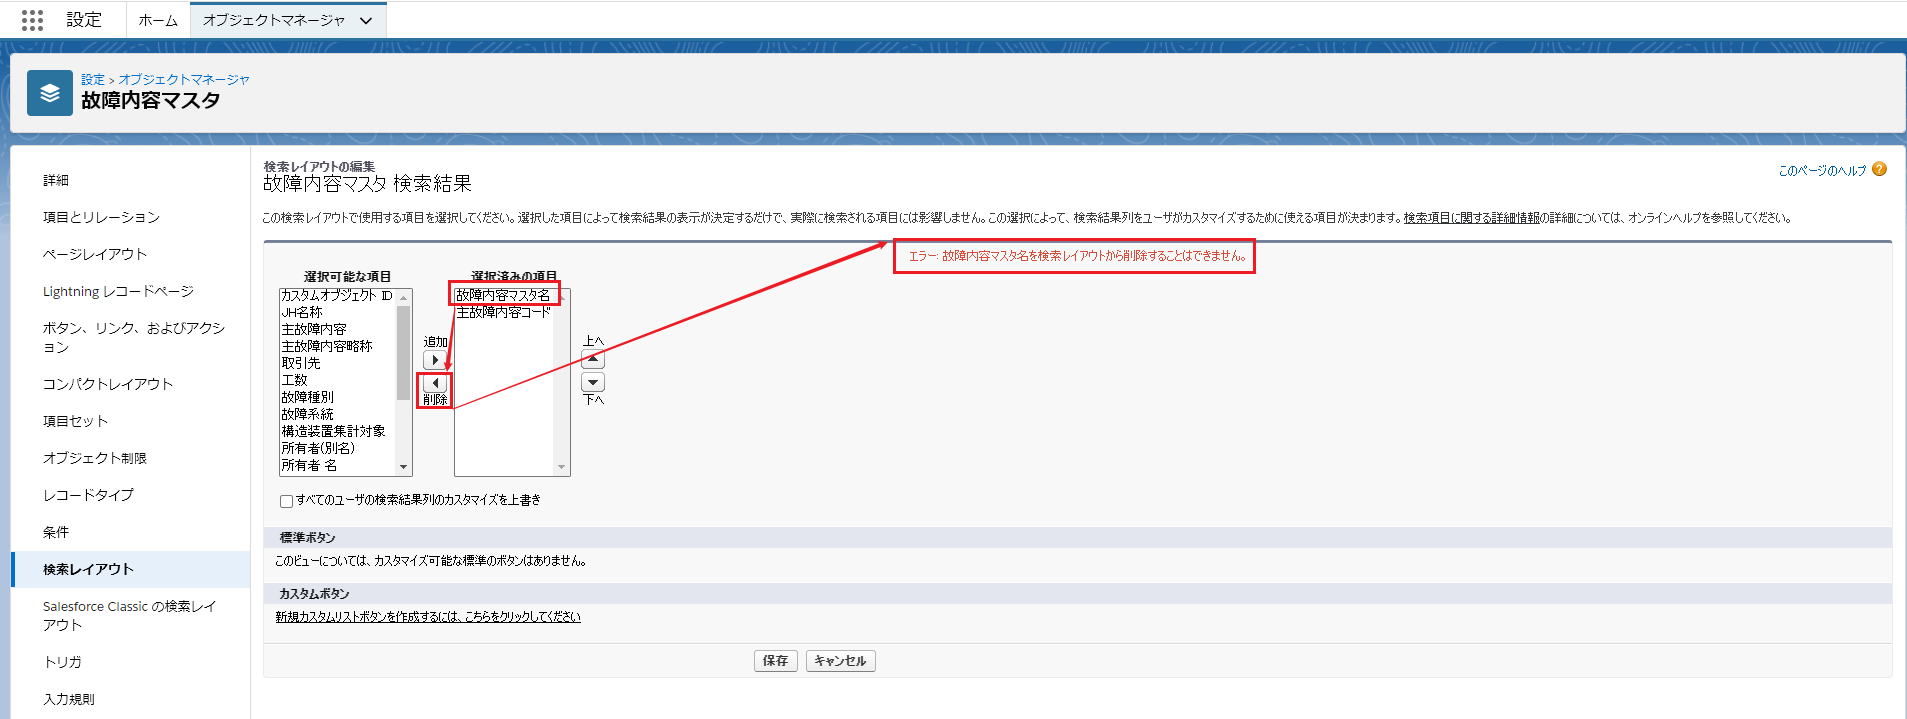 設定
ホーム
オブジェクトマネージャ
設定 > オブジェクトマネージャ
故障内容マスタ
詳細
項目とリレーション
ページレイアウト
Lightning レコードページ
ボタン、リンク、およびアクシ
ョン
コンパクトレイアウト
項目セット
オブジェクト制限
レコードタイプ
条件
検索レイアウト
Salesforce Classic の検索レイ
アウト
トリガ
入力規則
検索レイアウトの編集
故障内容マスタ 検索結果
このページのヘルプ ?
この検索レイアウトで使用する項目を選択してください。選択した項目によって検索結果の表示が決定するだけで、実際に検索される項目には影響しません。この選択によって、検索結果列をユーザがカスタマイズするために使える項目が決まります。検索項目に関する詳細情報の詳細については、オンラインヘルプを参照してください。
エラー: 故障内容マスタ名を検索レイアウトから削除することはできません。
選択可能な項目
カスタムオブジェクト ID
JH名称
主故障内容
主故障内容略称
取引先
工数
故障種別
故障系統
構造装置集計対象
所有者(別名)
所有者 名
追加
削除
選択済みの項目
故障内容マスタ名
主故障内容コード
上へ
下へ
すべてのユーザの検索結果列のカスタマイズを上書き
標準ボタン
このビューについては、カスタマイズ可能な標準のボタンはありません。
カスタムボタン
新規カスタムリストボタンを作成するには、こちらをクリックしてください
保存
キャンセル